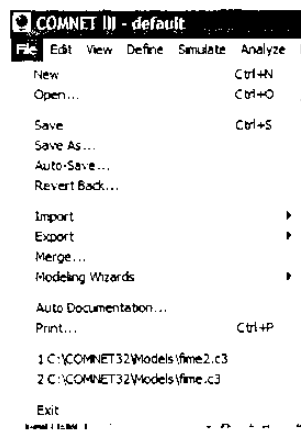 COMNET III - default
File Edit View Define Simulate Analyze
New Ctrl+N
Open... Ctrl+O
Save Ctrl+S
Save As...
Auto-Save...
Revert Back...
Import
Export
Merge...
Modeling Wizards
Auto Documentation...
Print... Ctrl+P
1 C:\COMNET32\Models\fime2.c3
2 C:\COMNET32\Models\fime.c3
Exit